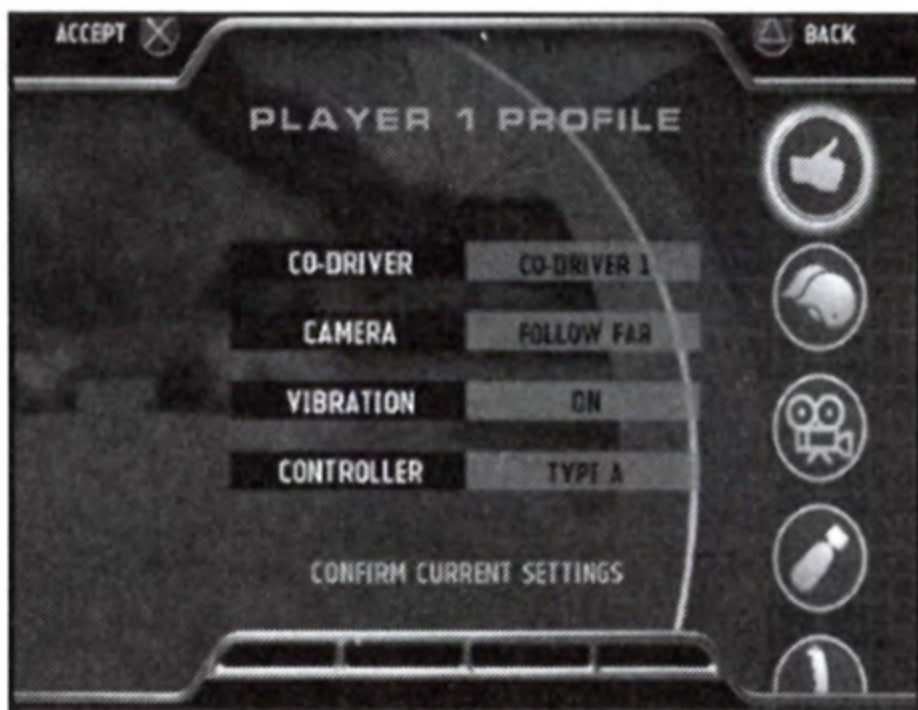 ACCEPT
BACK
PLAYER 1 PROFILE
CO-DRIVER CO-DRIVER 1
CAMERA FOLLOW FAR
VIBRATION ON
CONTROLLER TYPE A
CONFIRM CURRENT SETTINGS